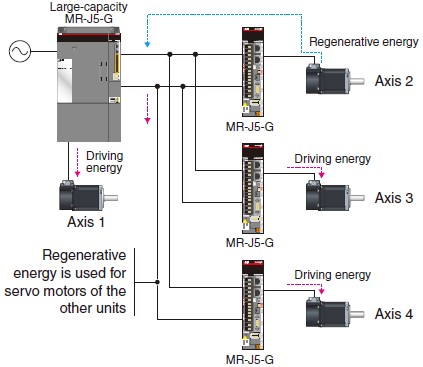 Large-capacity
MR-J5-G
Regenerative energy
Axis 2
MR-J5-G
Driving
energy
Driving energy
Axis 3
Axis 1
MR-J5-G
Regenerative
energy is used for
servo motors of the
other units
Driving energy
Axis 4
MR-J5-G